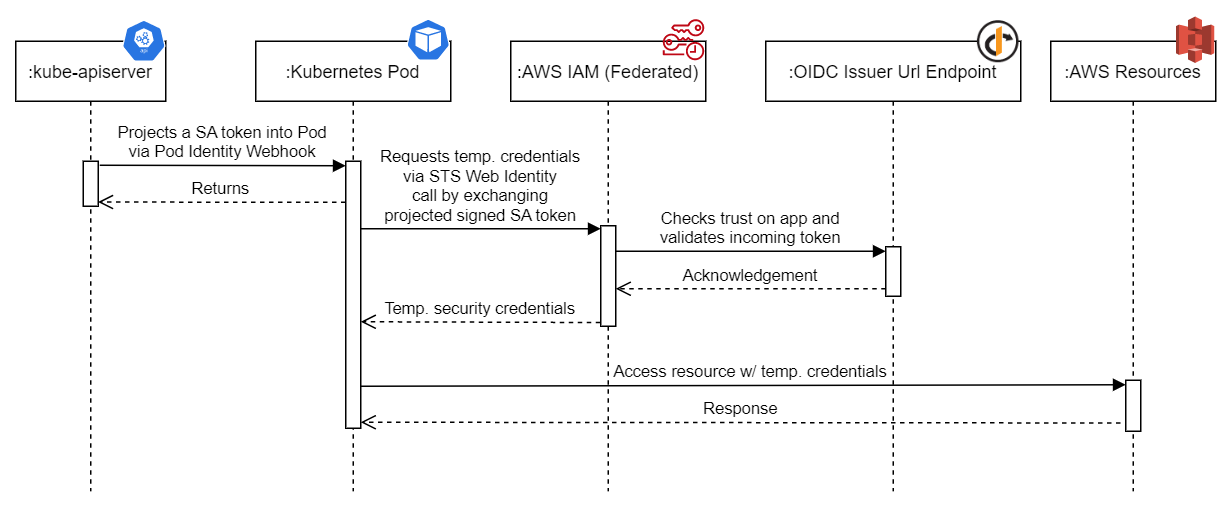 :kube-apiserver
:Kubernetes Pod
:AWS IAM (Federated)
:OIDC Issuer Url Endpoint
:AWS Resources
api
Projects a SA token into Pod
via Pod Identity Webhook
Returns
Requests temp. credentials
via STS Web Identity
call by exchanging
projected signed SA token
Checks trust on app and
validates incoming token
Acknowledgement
Temp. security credentials
Access resource w/ temp. credentials
Response